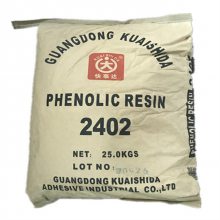 GUANGDONG KUAISHIDA
快事达
PHENOLIC RESIN
2402
NET: 25.0KGS
LOT NO:
GUANGDONG KUAISHIDA
ADHESIVE INDUSTRIAL CO.,LTD